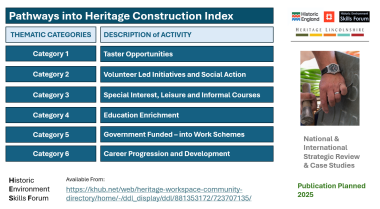 Pathways into Heritage Construction Index
THEMATIC CATEGORIES
DESCRIPTION OF ACTIVITY
Category 1
Taster Opportunities
Category 2
Volunteer Led Initiatives and Social Action
Category 3
Special Interest, Leisure and Informal Courses
Category 4
Education Enrichment
Category 5
Government Funded – into Work Schemes
Category 6
Career Progression and Development
Historic
Environment
Skills Forum
Available From:
https://khub.net/web/heritage-workspace-community-
directory/home/-/ddl_display/ddl/881353172/723707135/
Historic
England
Historic Environment
Skills Forum
HERITAGE LINCOLNSHIRE
National &
International
Strategic Review
& Case Studies
Publication Planned
2025